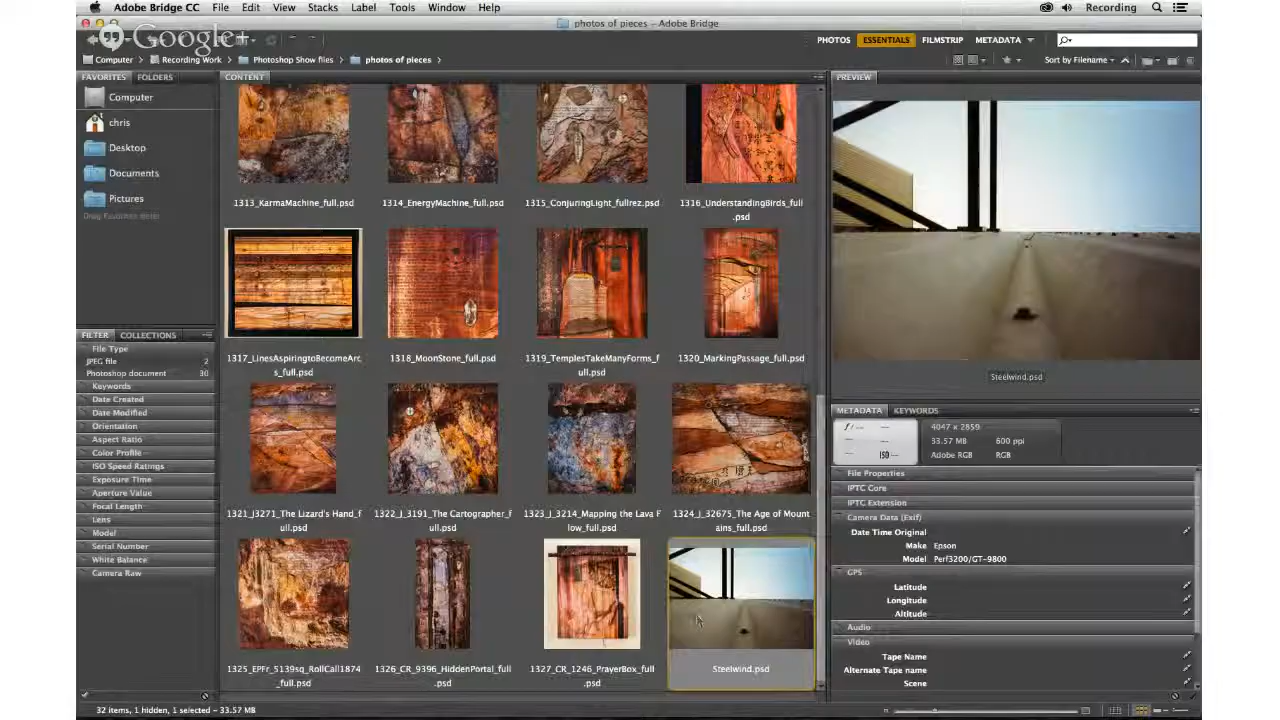 Adobe Bridge CC File Edit View Stacks Label Tools Window Help Recording
photos of pieces – Adobe Bridge
Google+
PHOTOS ESSENTIALS FILMSTRIP METADATA
Computer Recording Work Photoshop Show files photos of pieces
Sort by Filename
FAVORITES FOLDERS
Computer
chris
Desktop
Documents
Pictures
Drag Favorites Here
FILTER COLLECTIONS
File Type
JPEG file 2
Photoshop document 30
Keywords
Date Created
Date Modified
Orientation
Aspect Ratio
Color Profile
ISO Speed Ratings
Exposure Time
Aperture Value
Focal Length
Lens
Model
Serial Number
White Balance
Camera Raw
CONTENT
1313_KarmaMachine_full.psd
1314_EnergyMachine_full.psd
1315_ConjuringLight_fullrez.psd
1316_UnderstandingBirds_full
.psd
1317_LinesAspiringtoBecomeArc
s_full.psd
1318_MoonStone_full.psd
1319_TemplesTakeManyForms_f
ull.psd
1320_MarkingPassage_full.psd
1321_J3271_The Lizard's Hand_f
ull.psd
1322_J_3191_The Cartographer_f
ull.psd
1323_J_3214_Mapping the Lava F
low_full.psd
1324_J_32675_The Age of Mount
ains_full.psd
1325_EPFr_5139sq_RollCall1874
_full.psd
1326_CR_9396_HiddenPortal_full
.psd
1327_CR_1246_PrayerBox_full
.psd
Steelwind.psd
PREVIEW
Steelwind.psd
METADATA KEYWORDS
f/-- --
-- --
-- ISO--
4047 x 2859
33.57 MB 600 ppi
Adobe RGB RGB
File Properties
IPTC Core
IPTC Extension
Camera Data (Exif)
Date Time Original
Make Epson
Model Perf3200/GT-9800
GPS
Latitude
Longitude
Altitude
Audio
Video
Tape Name
Alternate Tape name
Scene
32 items, 1 hidden, 1 selected – 33.57 MB